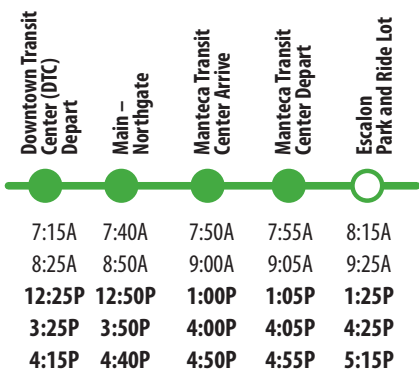 Downtown Transit
Center (DTC)
Depart
Main –
Northgate
Manteca Transit
Center Arrive
Manteca Transit
Center Depart
Escalon
Park and Ride Lot
7:15A 7:40A 7:50A 7:55A 8:15A
8:25A 8:50A 9:00A 9:05A 9:25A
12:25P 12:50P 1:00P 1:05P 1:25P
3:25P 3:50P 4:00P 4:05P 4:25P
4:15P 4:40P 4:50P 4:55P 5:15P